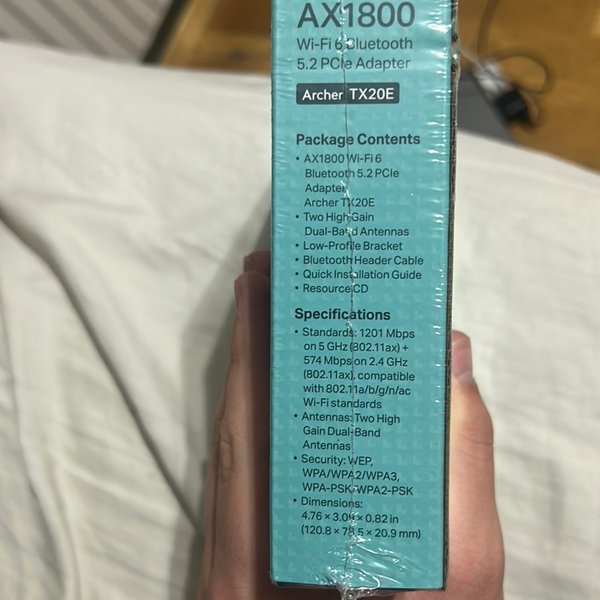 AX1800
Wi-Fi 6 Bluetooth
5.2 PCIe Adapter
Archer TX20E
Package Contents
• AX1800 Wi-Fi 6
Bluetooth 5.2 PCIe
Adapter
Archer TX20E
• Two High Gain
Dual-Band Antennas
• Low-Profile Bracket
• Bluetooth Header Cable
• Quick Installation Guide
• Resource CD
Specifications
• Standards: 1201 Mbps
on 5 GHz (802.11ax) +
574 Mbps on 2.4 GHz
(802.11ax), compatible
with 802.11a/b/g/n/ac
Wi-Fi standards
• Antennas: Two High
Gain Dual-Band
Antennas
• Security: WEP,
WPA/WPA2/WPA3,
WPA-PSK/WPA2-PSK
• Dimensions:
4.76 × 3.09 × 0.82 in
(120.8 × 78.5 × 20.9 mm)